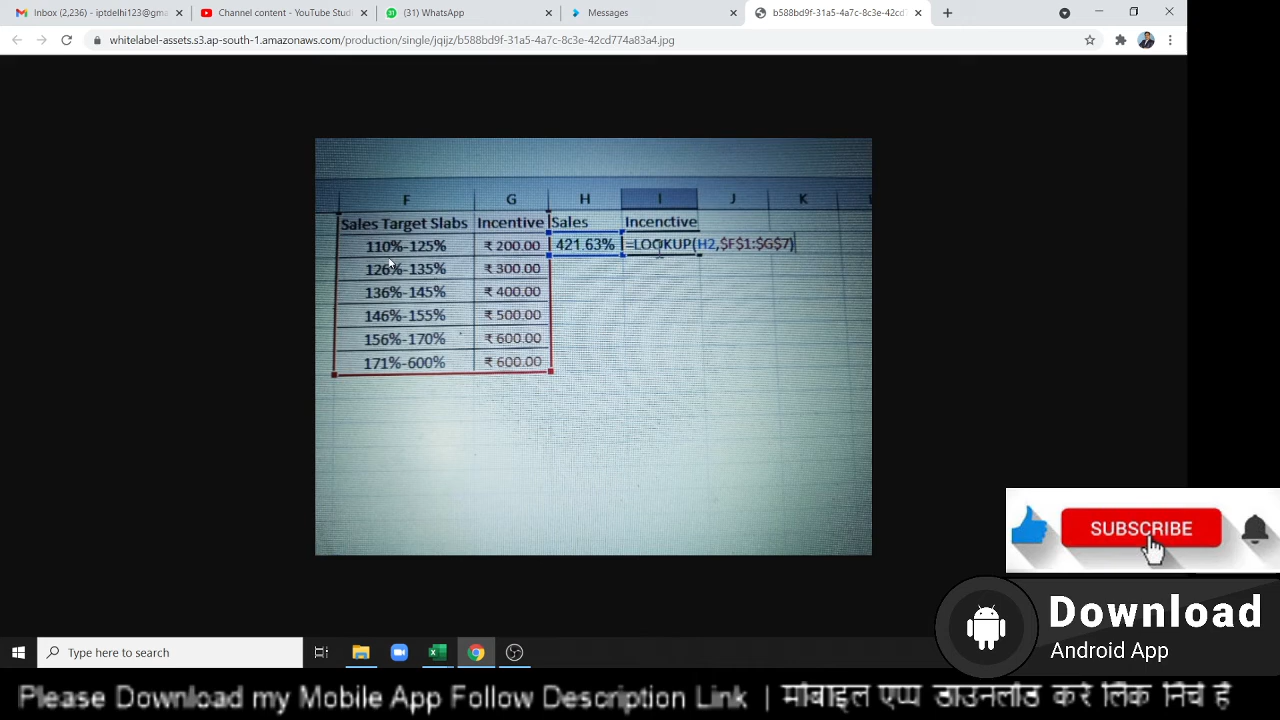 Inbox (2,236) - iptdelhi123@gma
Channel content - YouTube Studi
(31) WhatsApp
Messages
b588bd9f-31a5-4a7c-8c3e-42cd7
whitelabel-assets.s3.ap-south-1.amazonaws.com/production/single/jqijz/b588bd9f-31a5-4a7c-8c3e-42cd774a83a4.jpg
F G H I J K
Sales Target Slabs Incentive Sales Incenctive
110%-125% ₹ 200.00 421.63% =LOOKUP(H2,$F$1:$G$7)
126%-135% ₹ 300.00
136%-145% ₹ 400.00
146%-155% ₹ 500.00
156%-170% ₹ 600.00
171%-600% ₹ 600.00
SUBSCRIBE
Download
Android App
Type here to search
Please Download my Mobile App Follow Description Link | मोबाइल एप्प डाउनलोड करे लिंक निचे है